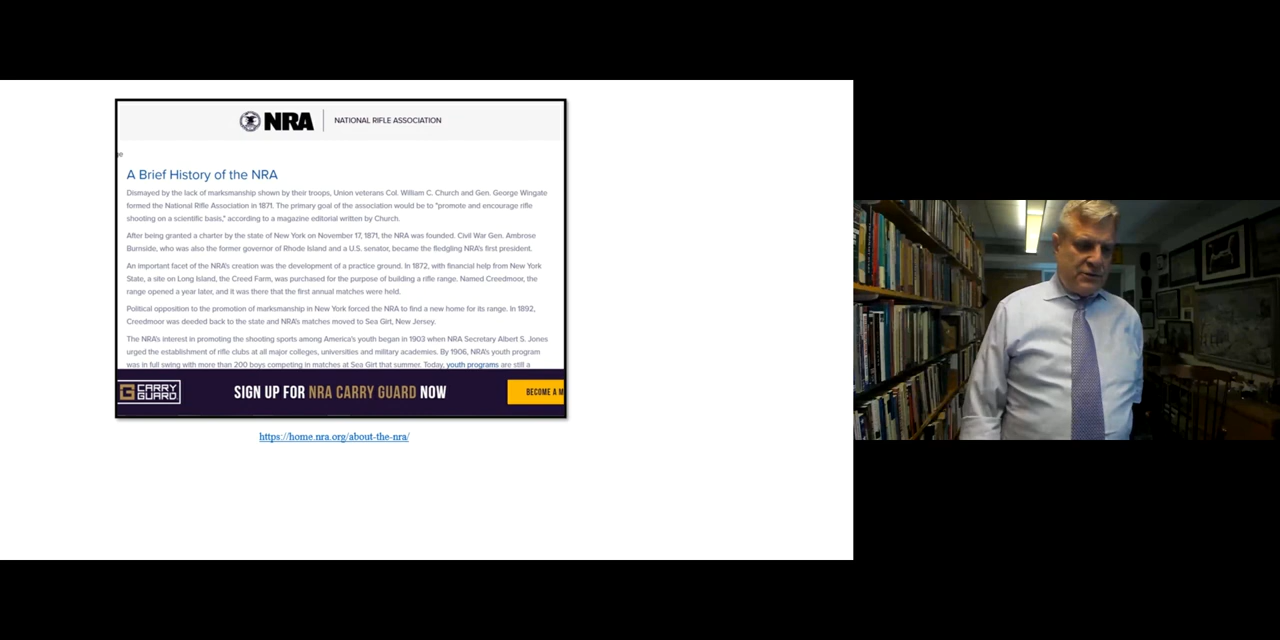 NRA
NATIONAL RIFLE ASSOCIATION
ge
A Brief History of the NRA
Dismayed by the lack of marksmanship shown by their troops, Union veterans Col. William C. Church and Gen. George Wingate
formed the National Rifle Association in 1871. The primary goal of the association would be to "promote and encourage rifle
shooting on a scientific basis," according to a magazine editorial written by Church.
After being granted a charter by the state of New York on November 17, 1871, the NRA was founded. Civil War Gen. Ambrose
Burnside, who was also the former governor of Rhode Island and a U.S. senator, became the fledgling NRA's first president.
An important facet of the NRA's creation was the development of a practice ground. In 1872, with financial help from New York
State, a site on Long Island, the Creed Farm, was purchased for the purpose of building a rifle range. Named Creedmoor, the
range opened a year later, and it was there that the first annual matches were held.
Political opposition to the promotion of marksmanship in New York forced the NRA to find a new home for its range. In 1892,
Creedmoor was deeded back to the state and NRA's matches moved to Sea Girt, New Jersey.
The NRA's interest in promoting the shooting sports among America's youth began in 1903 when NRA Secretary Albert S. Jones
urged the establishment of rifle clubs at all major colleges, universities and military academies. By 1906, NRA's youth program
was in full swing with more than 200 boys competing in matches at Sea Girt that summer. Today, youth programs are still a
CARRY
GUARD
SIGN UP FOR NRA CARRY GUARD NOW
BECOME A M
https://home.nra.org/about-the-nra/